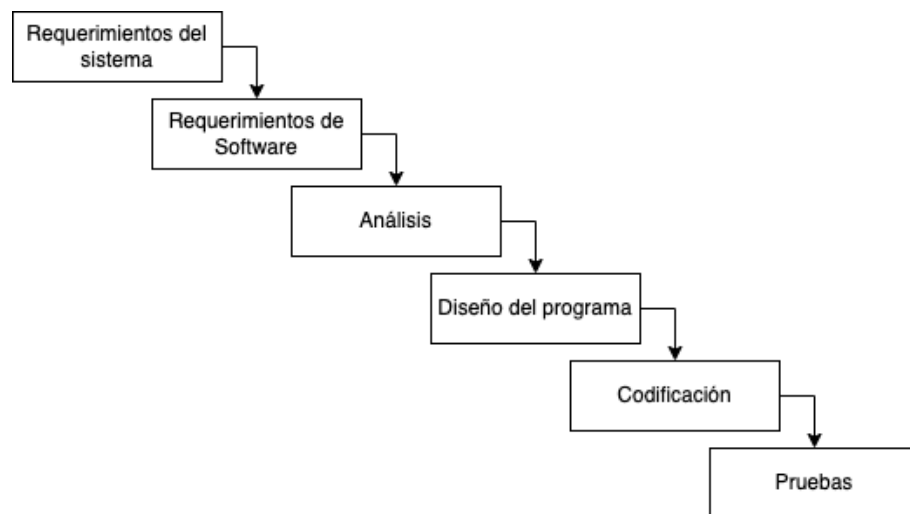 Requerimientos del
sistema
Requerimientos de
Software
Análisis
Diseño del programa
Codificación
Pruebas